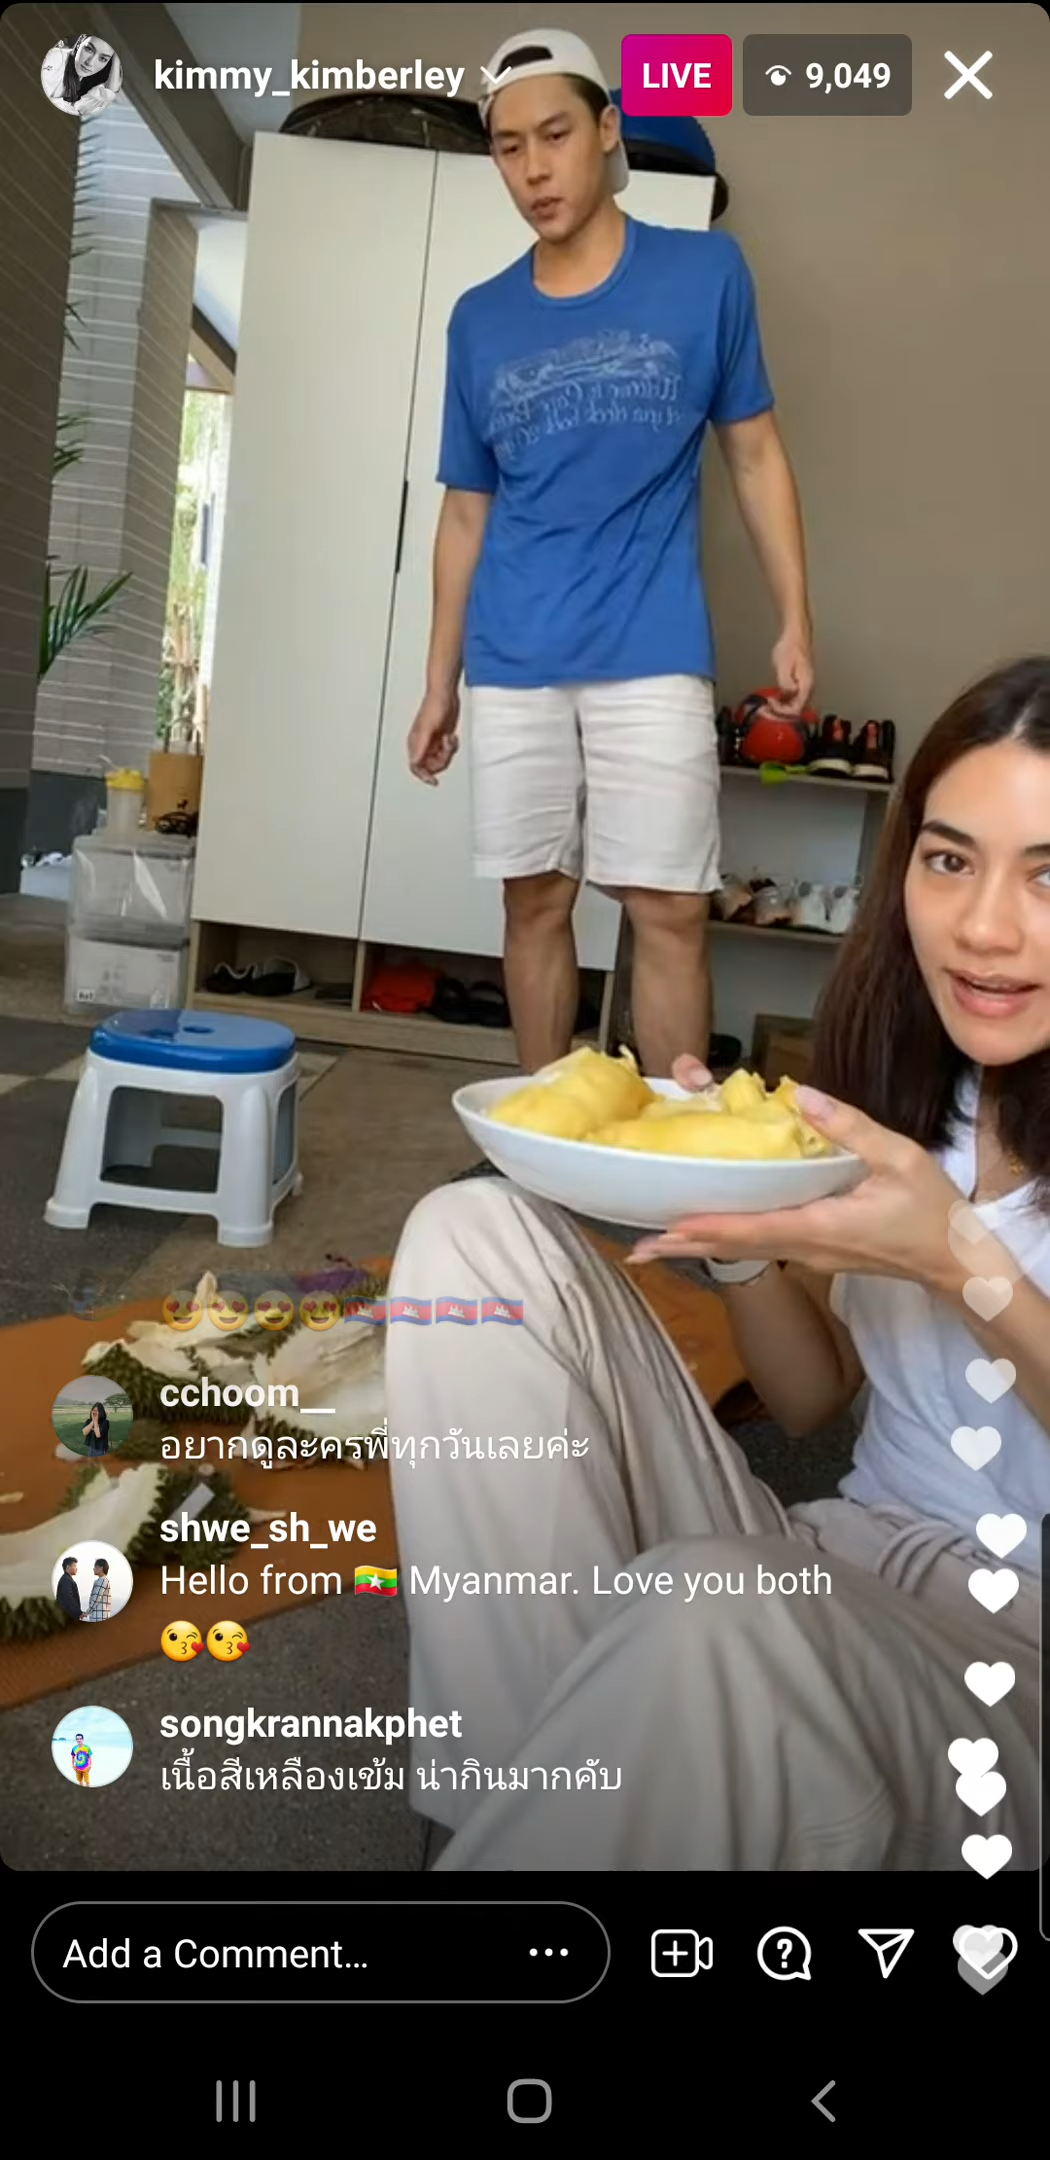 kimmy_kimberley
LIVE
9,049
😍😍😍😍🇰🇭🇰🇭🇰🇭🇰🇭
cchoom__
อยากดูละครพี่ทุกวันเลยค่ะ
shwe_sh_we
Hello from 🇲🇲 Myanmar. Love you both
😘😘
songkrannakphet
เนื้อสีเหลืองเข้ม น่ากินมากคับ
Add a Comment...